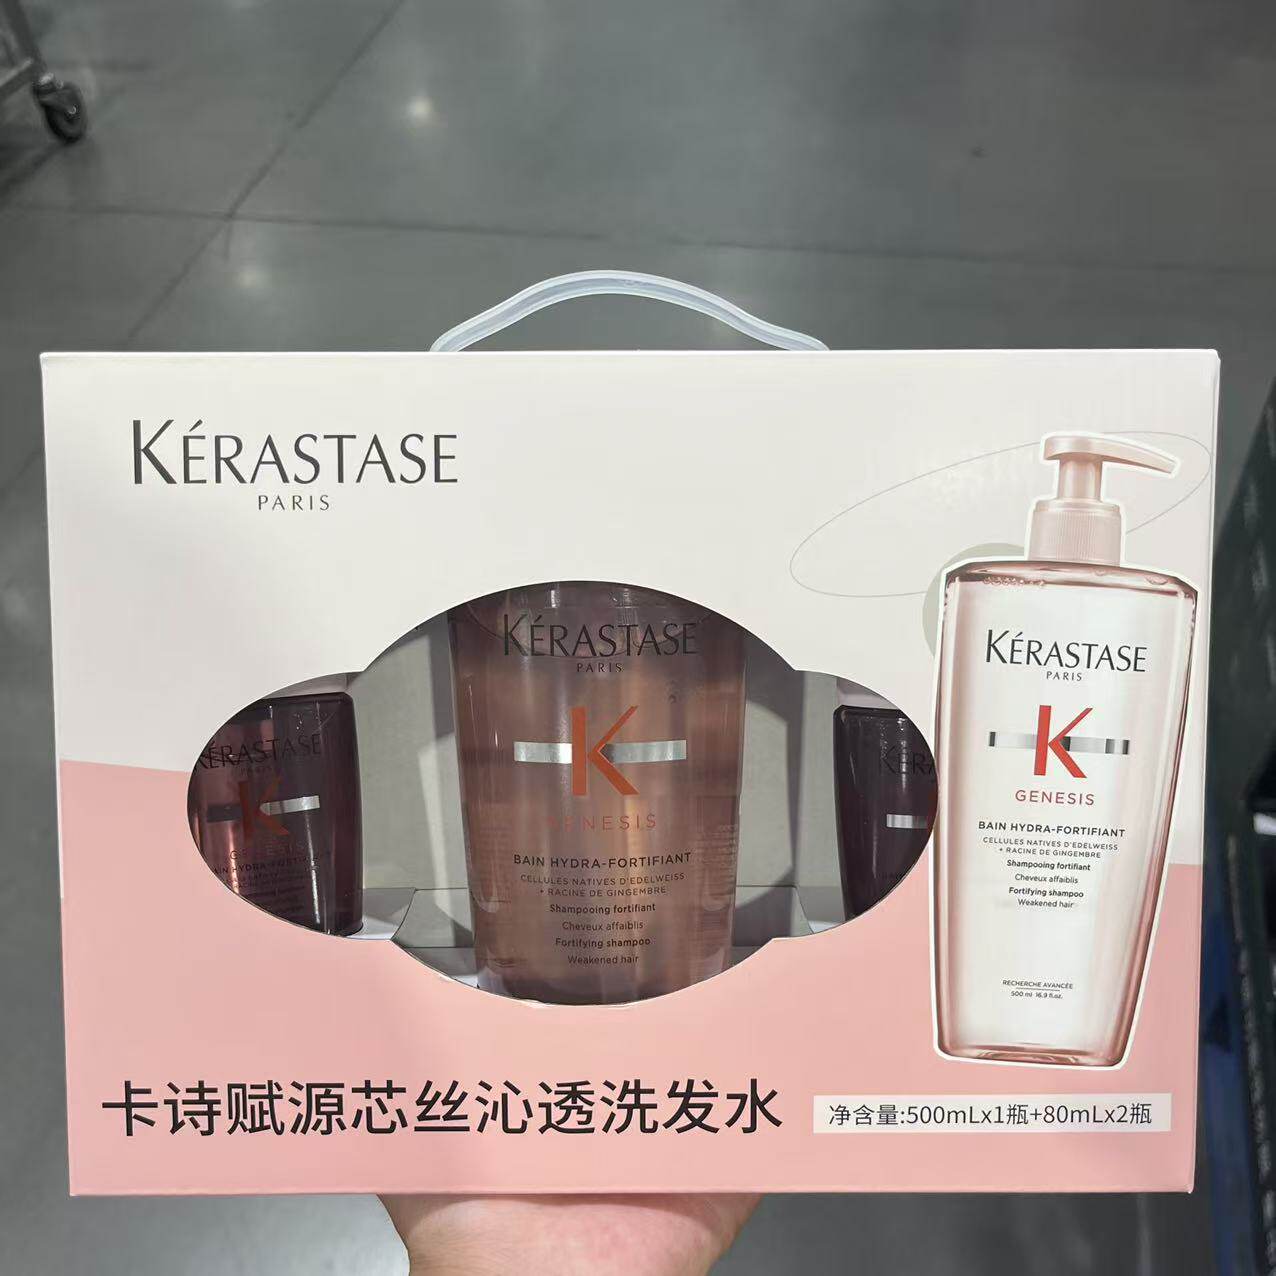 KÉRASTASE
PARIS
KÉRASTASE
PARIS
K
GENESIS
BAIN HYDRA-FORTIFIANT
CELLULES NATIVES D'EDELWEISS
+ RACINE DE GINGEMBRE
Shampooing fortifiant
Cheveux affaiblis
Fortifying shampoo
Weakened hair
RECHERCHE AVANCÉE
500 ml 16.9 fl.oz.
KÉRASTASE
PARIS
K
GENESIS
BAIN HYDRA-FORTIFIANT
CELLULES NATIVES D'EDELWEISS
+ RACINE DE GINGEMBRE
Shampooing fortifiant
Cheveux affaiblis
Fortifying shampoo
Weakened hair
KÉRASTASE
PARIS
K
卡诗赋源芯丝沁透洗发水
净含量:500mLx1瓶+80mLx2瓶